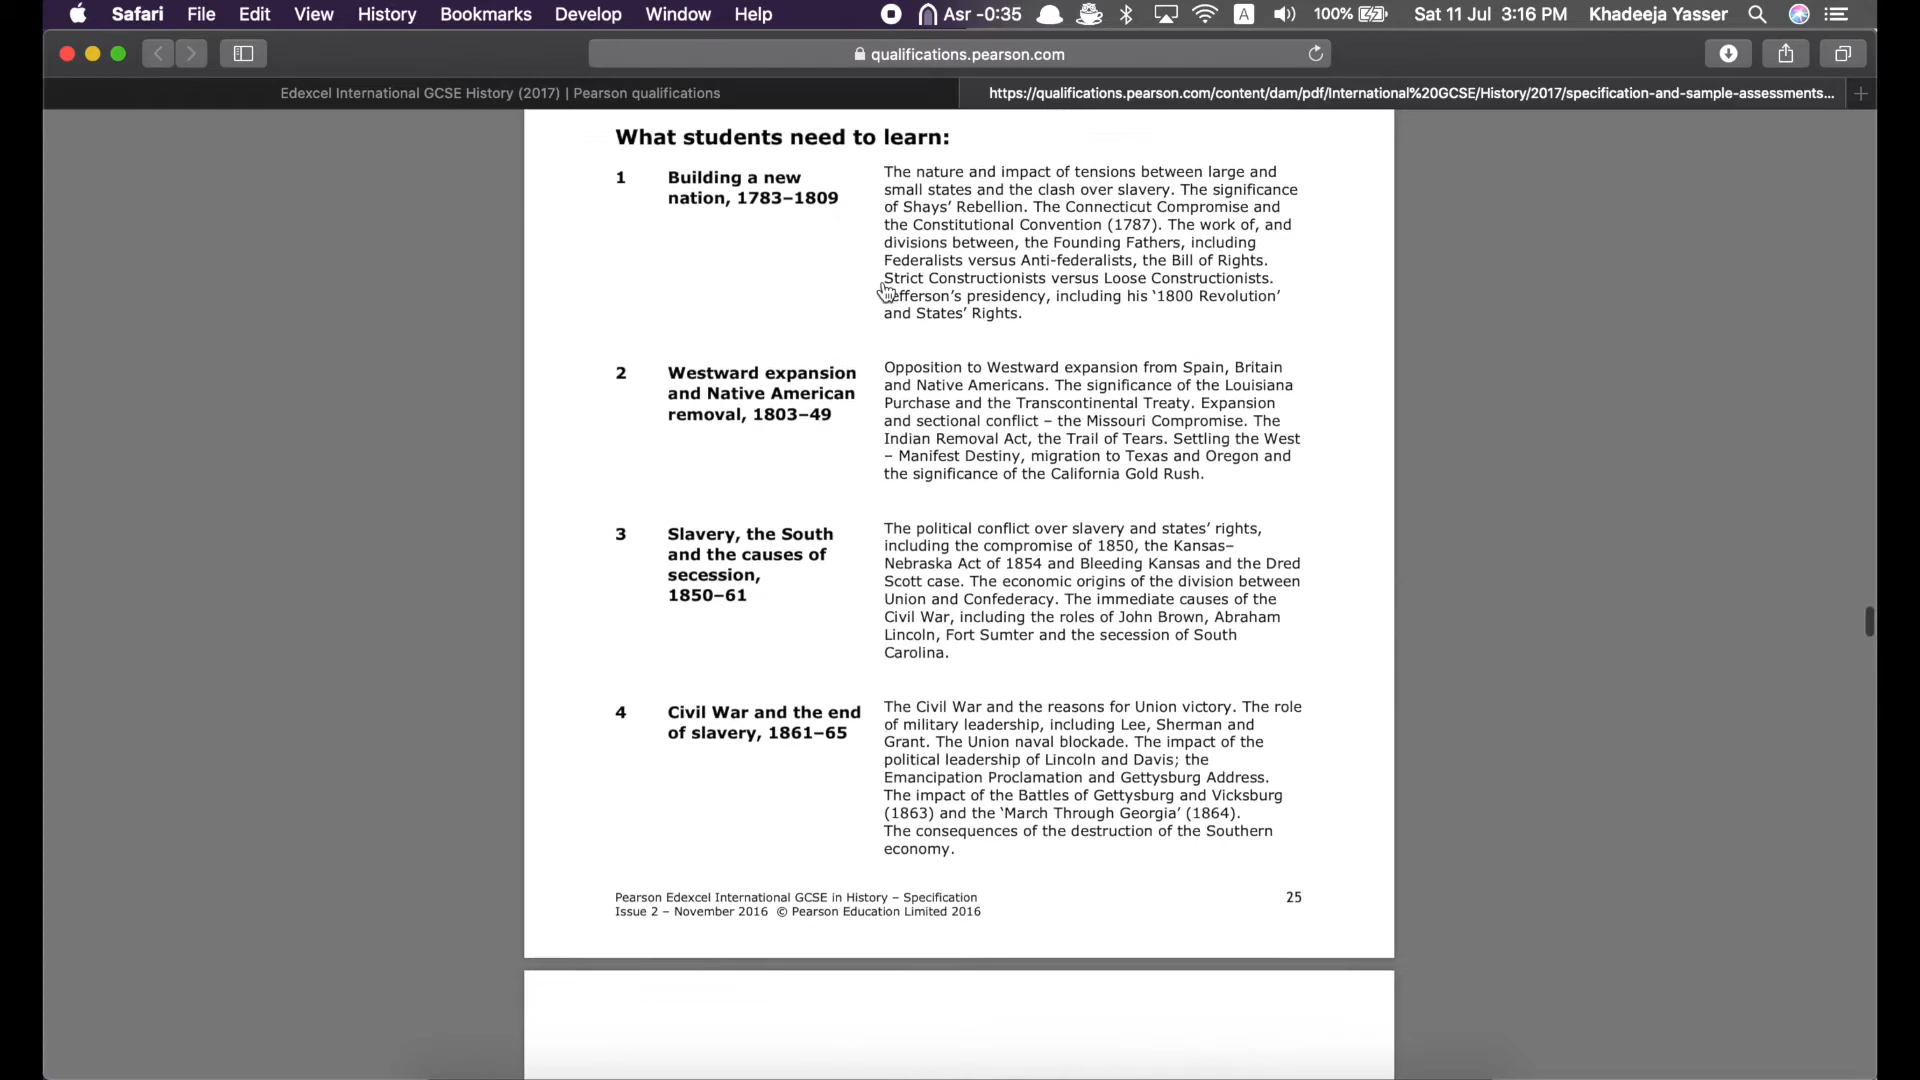 Safari File Edit View History Bookmarks Develop Window Help Asr -0:35 A 100% Sat 11 Jul 3:16 PM Khadeeja Yasser
qualifications.pearson.com
Edexcel International GCSE History (2017) | Pearson qualifications
https://qualifications.pearson.com/content/dam/pdf/International%20GCSE/History/2017/specification-and-sample-assessments...
What students need to learn:
1 Building a new
nation, 1783–1809
The nature and impact of tensions between large and
small states and the clash over slavery. The significance
of Shays’ Rebellion. The Connecticut Compromise and
the Constitutional Convention (1787). The work of, and
divisions between, the Founding Fathers, including
Federalists versus Anti-federalists, the Bill of Rights.
Strict Constructionists versus Loose Constructionists.
Jefferson’s presidency, including his ‘1800 Revolution’
and States’ Rights.
2 Westward expansion
and Native American
removal, 1803–49
Opposition to Westward expansion from Spain, Britain
and Native Americans. The significance of the Louisiana
Purchase and the Transcontinental Treaty. Expansion
and sectional conflict – the Missouri Compromise. The
Indian Removal Act, the Trail of Tears. Settling the West
– Manifest Destiny, migration to Texas and Oregon and
the significance of the California Gold Rush.
3 Slavery, the South
and the causes of
secession,
1850–61
The political conflict over slavery and states’ rights,
including the compromise of 1850, the Kansas–
Nebraska Act of 1854 and Bleeding Kansas and the Dred
Scott case. The economic origins of the division between
Union and Confederacy. The immediate causes of the
Civil War, including the roles of John Brown, Abraham
Lincoln, Fort Sumter and the secession of South
Carolina.
4 Civil War and the end
of slavery, 1861–65
The Civil War and the reasons for Union victory. The role
of military leadership, including Lee, Sherman and
Grant. The Union naval blockade. The impact of the
political leadership of Lincoln and Davis; the
Emancipation Proclamation and Gettysburg Address.
The impact of the Battles of Gettysburg and Vicksburg
(1863) and the ‘March Through Georgia’ (1864).
The consequences of the destruction of the Southern
economy.
Pearson Edexcel International GCSE in History – Specification
Issue 2 – November 2016 © Pearson Education Limited 2016
25